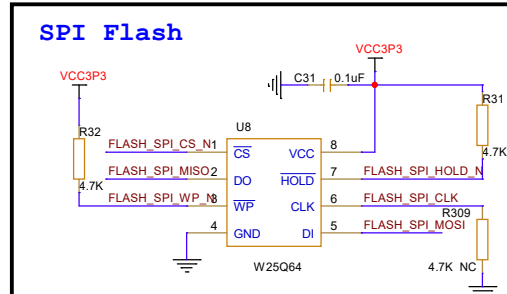 SPI Flash
VCC3P3
VCC3P3
C31 0.1uF
R31
4.7K
R32
4.7K
U8
FLASH_SPI_CS_N 1 CS VCC 8
FLASH_SPI_MISO 2 DO HOLD 7 FLASH_SPI_HOLD_N
FLASH_SPI_WP_N 3 WP CLK 6 FLASH_SPI_CLK
4 GND DI 5 FLASH_SPI_MOSI
R309
4.7K NC
W25Q64